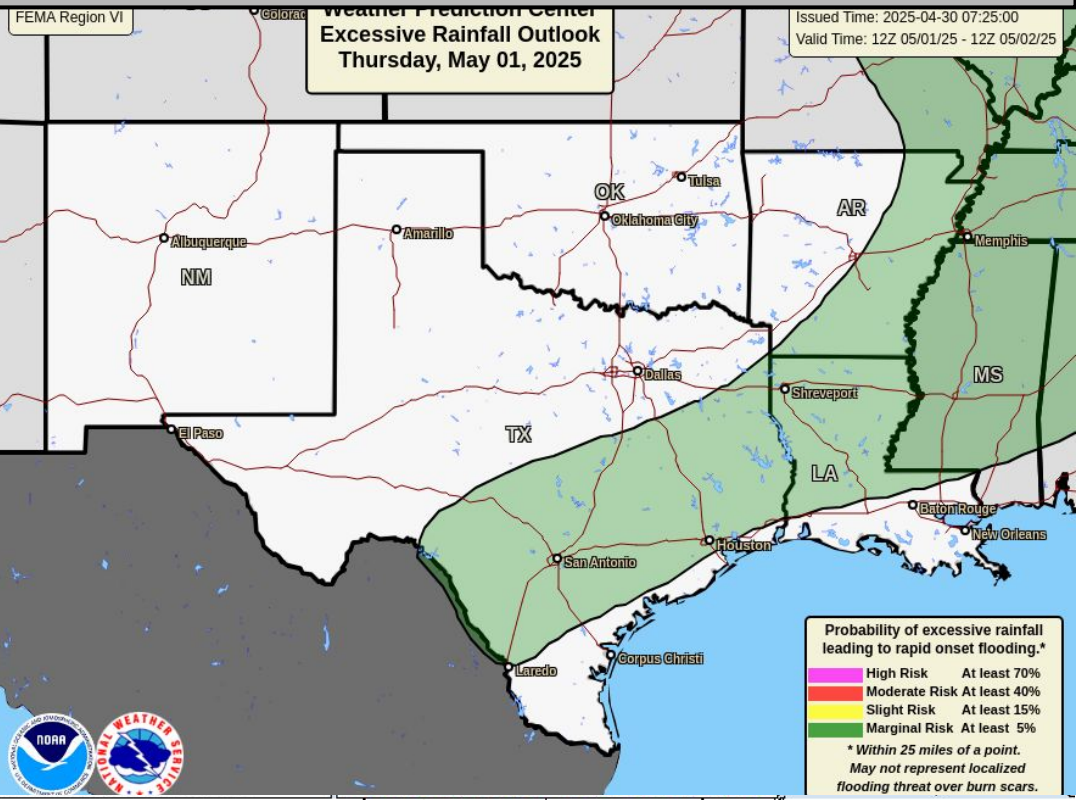 FEMA Region VI
Colorad
Weather Prediction Center
Excessive Rainfall Outlook
Thursday, May 01, 2025
Issued Time: 2025-04-30 07:25:00
Valid Time: 12Z 05/01/25 - 12Z 05/02/25
Tulsa
OK
AR
Oklahoma City
Amarillo
Albuquerque
Memphis
NM
Dallas
MS
Shreveport
El Paso
TX
LA
Baton Rouge
New Orleans
Houston
San Antonio
Corpus Christi
Laredo
Probability of excessive rainfall
leading to rapid onset flooding.*
High Risk At least 70%
Moderate Risk At least 40%
Slight Risk At least 15%
Marginal Risk At least 5%
* Within 25 miles of a point.
May not represent localized
flooding threat over burn scars.
NOAA
NATIONAL WEATHER SERVICE